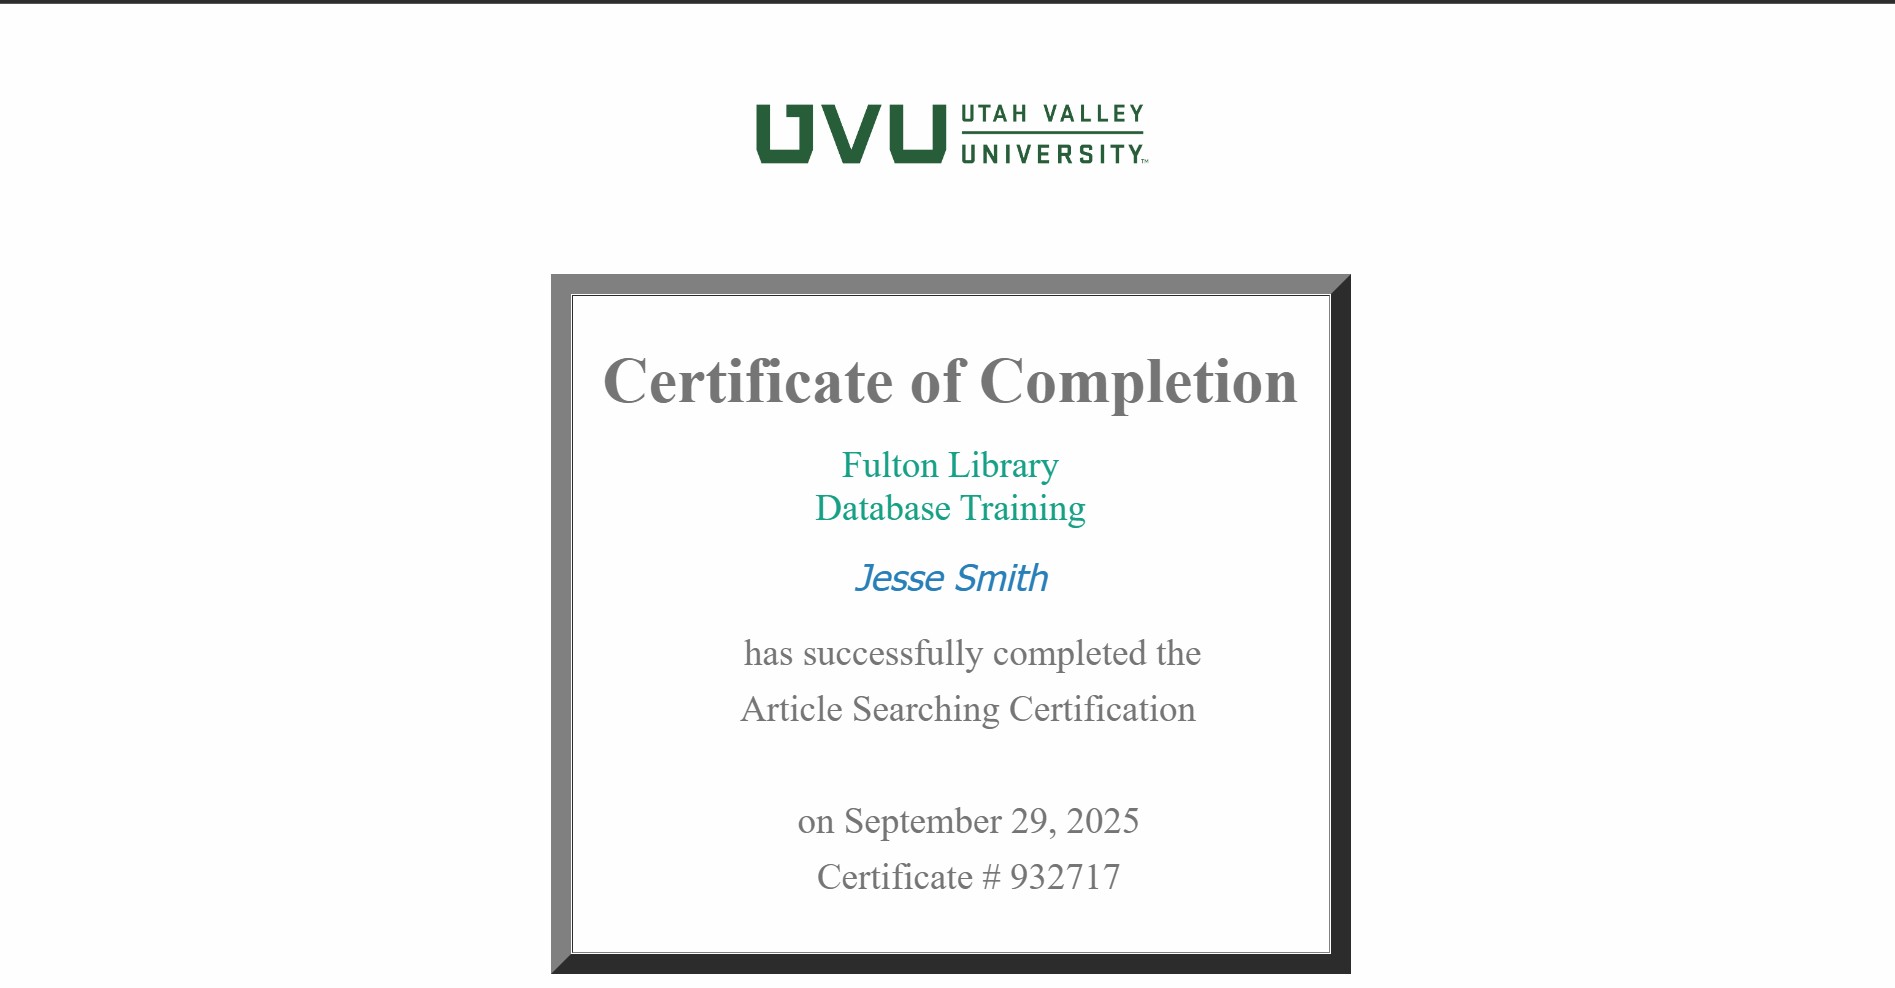 UVU UTAH VALLEY
UNIVERSITY™
Certificate of Completion
Fulton Library
Database Training
Jesse Smith
has successfully completed the
Article Searching Certification
on September 29, 2025
Certificate # 932717